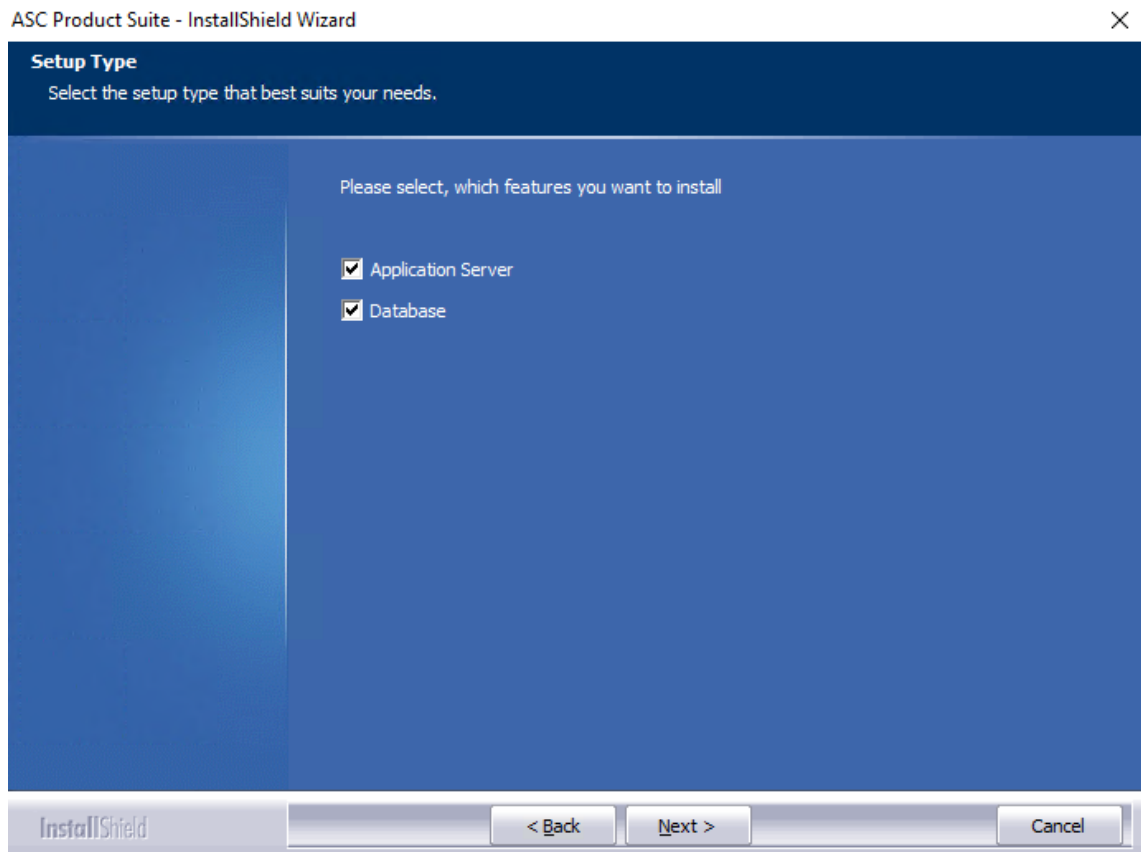 ASC Product Suite - InstallShield Wizard
Setup Type
Select the setup type that best suits your needs.
Please select, which features you want to install
Application Server
Database
InstallShield
< Back
Next >
Cancel